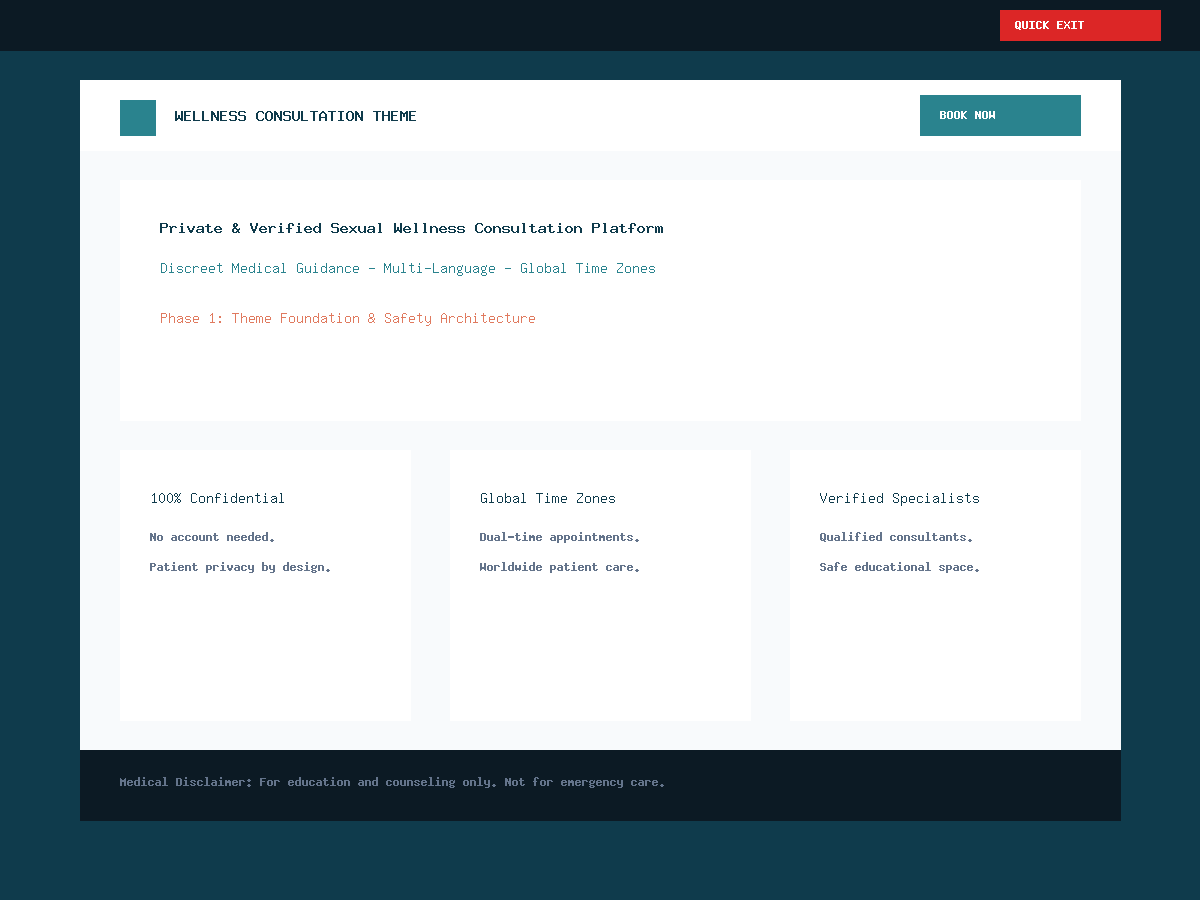 QUICK EXIT
WELLNESS CONSULTATION THEME
BOOK NOW
Private & Verified Sexual Wellness Consultation Platform
Discreet Medical Guidance - Multi-Language - Global Time Zones
Phase 1: Theme Foundation & Safety Architecture
100% Confidential
No account needed.
Patient privacy by design.
Global Time Zones
Dual-time appointments.
Worldwide patient care.
Verified Specialists
Qualified consultants.
Safe educational space.
Medical Disclaimer: For education and counseling only. Not for emergency care.